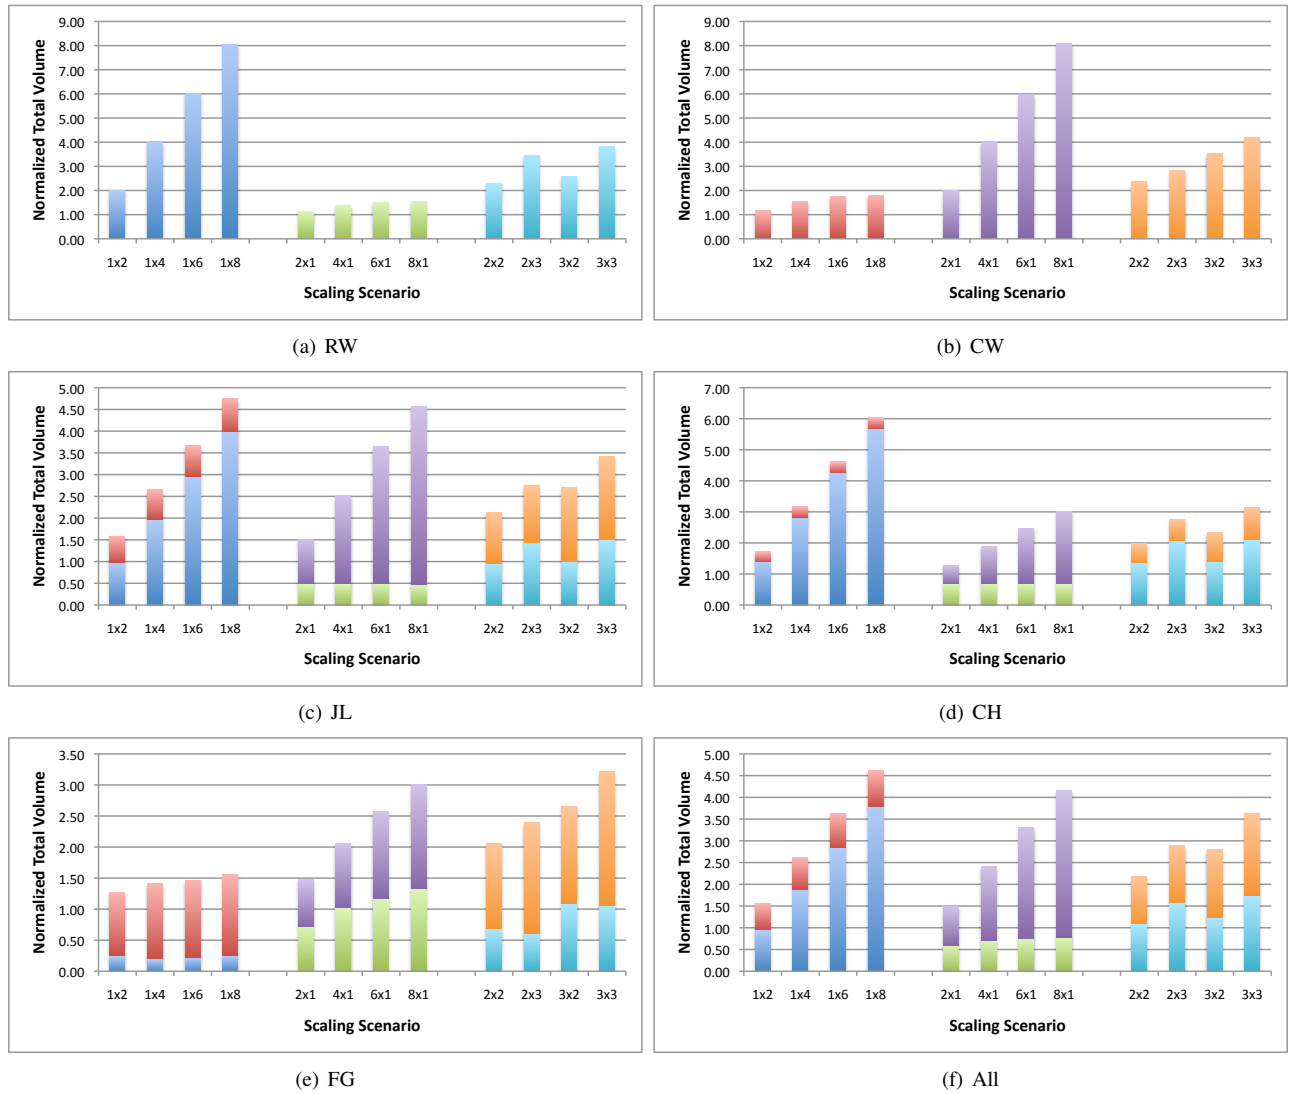 Normalized Total Volume
9.00
8.00
7.00
6.00
5.00
4.00
3.00
2.00
1.00
0.00
1x2 1x4 1x6 1x8 2x1 4x1 6x1 8x1 2x2 2x3 3x2 3x3
Scaling Scenario
(a) RW
Normalized Total Volume
9.00
8.00
7.00
6.00
5.00
4.00
3.00
2.00
1.00
0.00
1x2 1x4 1x6 1x8 2x1 4x1 6x1 8x1 2x2 2x3 3x2 3x3
Scaling Scenario
(b) CW
Normalized Total Volume
5.00
4.50
4.00
3.50
3.00
2.50
2.00
1.50
1.00
0.50
0.00
1x2 1x4 1x6 1x8 2x1 4x1 6x1 8x1 2x2 2x3 3x2 3x3
Scaling Scenario
(c) JL
Normalized Total Volume
7.00
6.00
5.00
4.00
3.00
2.00
1.00
0.00
1x2 1x4 1x6 1x8 2x1 4x1 6x1 8x1 2x2 2x3 3x2 3x3
Scaling Scenario
(d) CH
Normalized Total Volume
3.50
3.00
2.50
2.00
1.50
1.00
0.50
0.00
1x2 1x4 1x6 1x8 2x1 4x1 6x1 8x1 2x2 2x3 3x2 3x3
Scaling Scenario
(e) FG
Normalized Total Volume
5.00
4.50
4.00
3.50
3.00
2.50
2.00
1.50
1.00
0.50
0.00
1x2 1x4 1x6 1x8 2x1 4x1 6x1 8x1 2x2 2x3 3x2 3x3
Scaling Scenario
(f) All